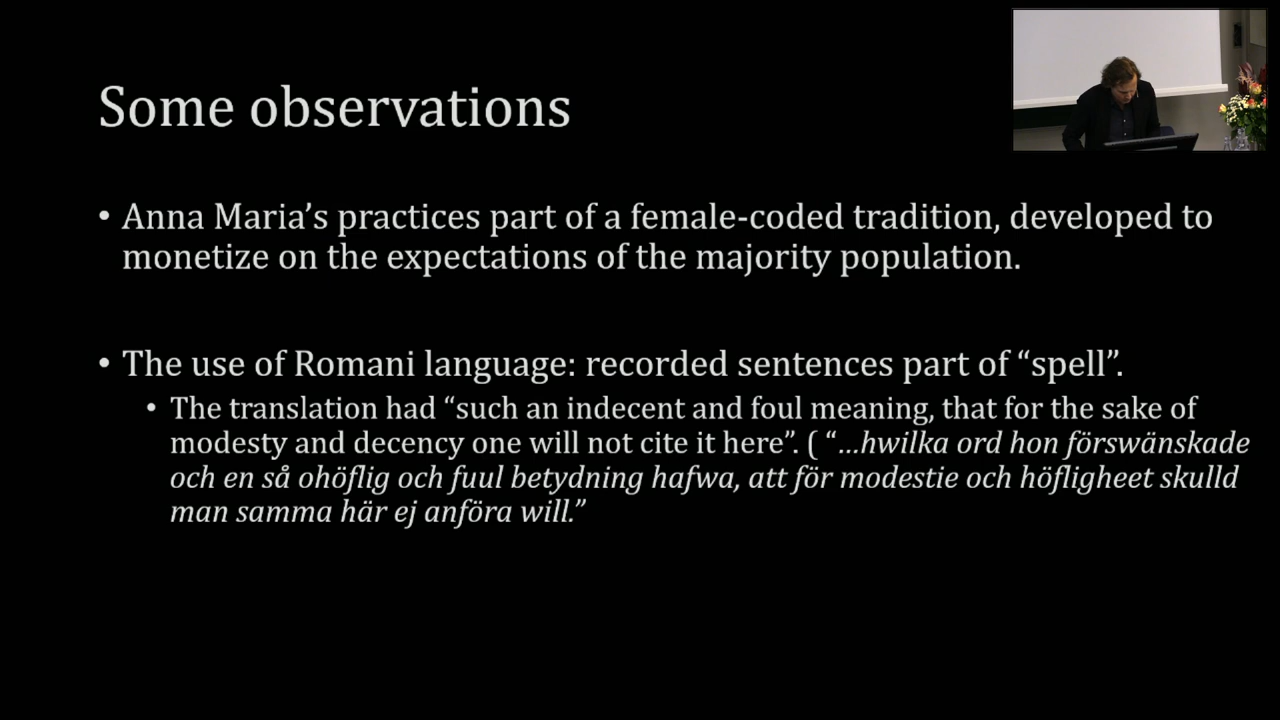 Some observations
• Anna Maria’s practices part of a female-coded tradition, developed to
monetize on the expectations of the majority population.
• The use of Romani language: recorded sentences part of “spell”.
• The translation had “such an indecent and foul meaning, that for the sake of
modesty and decency one will not cite it here”. ( “…hwilka ord hon förswänskade
och en så ohöflig och fuul betydning hafwa, att för modestie och höfligheet skulld
man samma här ej anföra will.”